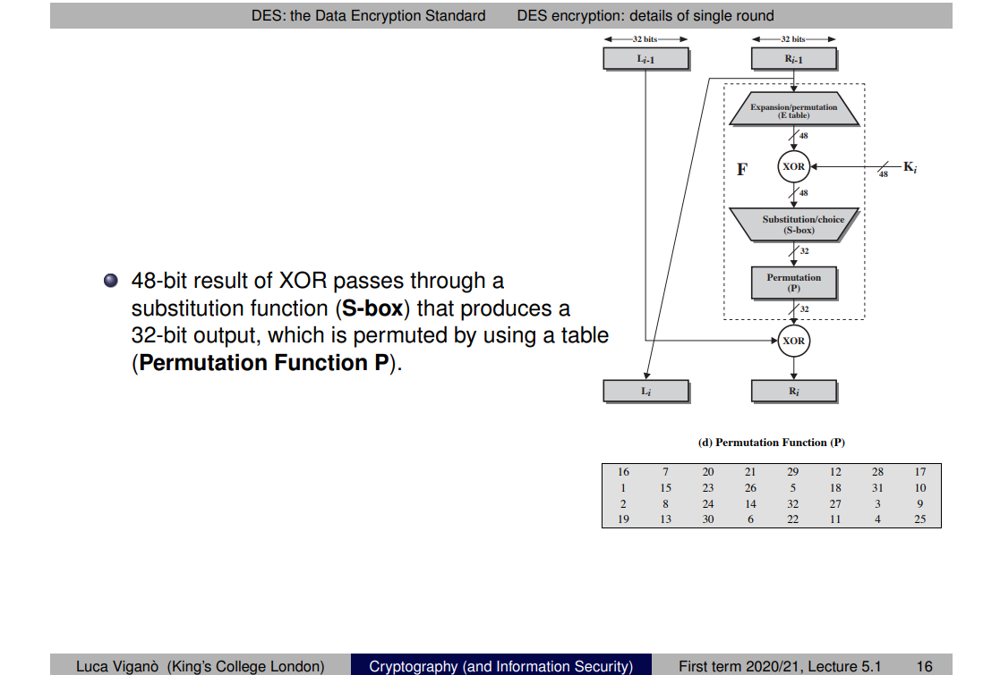 DES: the Data Encryption Standard DES encryption: details of single round
32 bits 32 bits
Li-1 Ri-1
Expansion/permutation
(E table)
48
F XOR 48 Ki
48
Substitution/choice
(S-box)
32
Permutation
(P)
32
XOR
Li Ri
48-bit result of XOR passes through a
substitution function (S-box) that produces a
32-bit output, which is permuted by using a table
(Permutation Function P).
(d) Permutation Function (P)
16 7 20 21 29 12 28 17
1 15 23 26 5 18 31 10
2 8 24 14 32 27 3 9
19 13 30 6 22 11 4 25
Luca Viganò (King's College London) Cryptography (and Information Security) First term 2020/21, Lecture 5.1 16